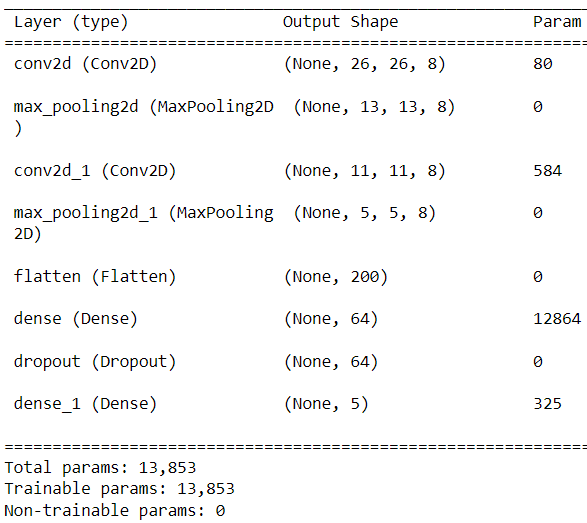 Layer (type) Output Shape Param
conv2d (Conv2D) (None, 26, 26, 8) 80
max_pooling2d (MaxPooling2D (None, 13, 13, 8) 0
)
conv2d_1 (Conv2D) (None, 11, 11, 8) 584
max_pooling2d_1 (MaxPooling (None, 5, 5, 8) 0
2D)
flatten (Flatten) (None, 200) 0
dense (Dense) (None, 64) 12864
dropout (Dropout) (None, 64) 0
dense_1 (Dense) (None, 5) 325
Total params: 13,853
Trainable params: 13,853
Non-trainable params: 0